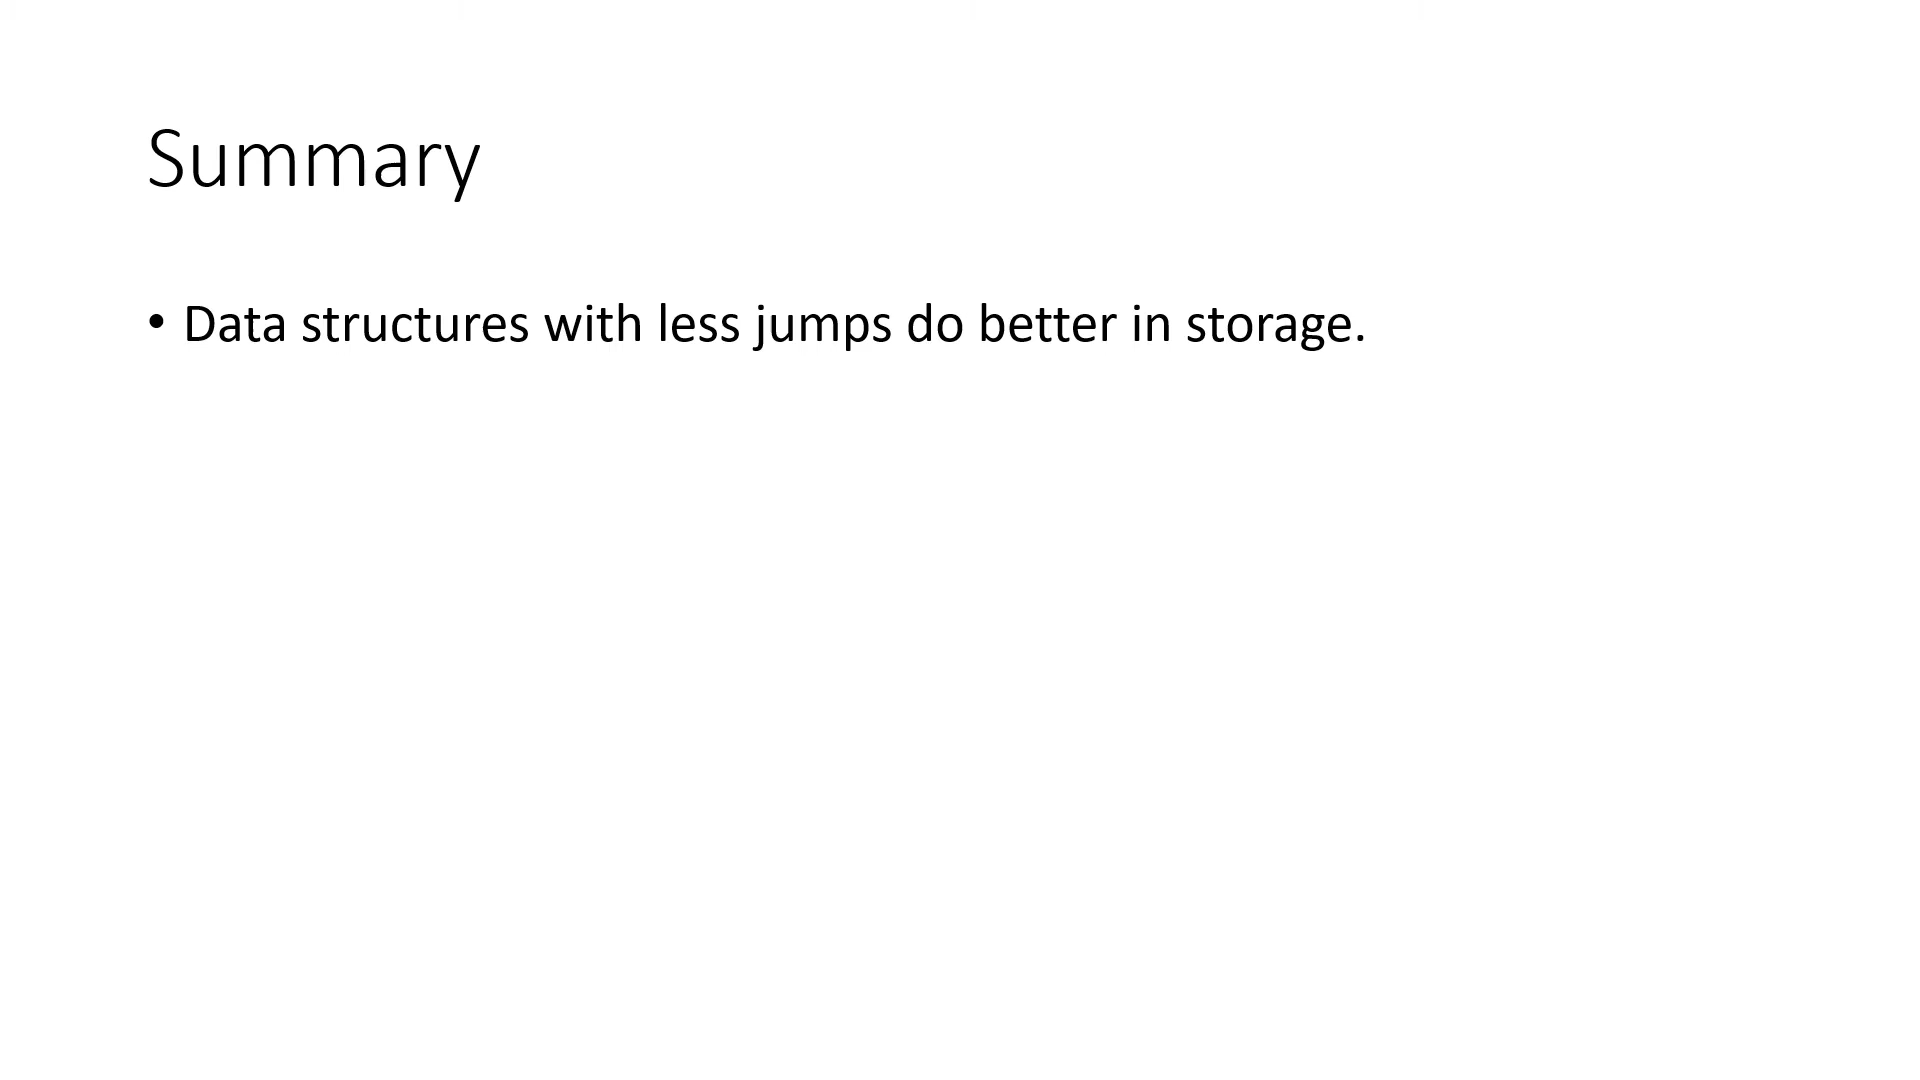 Summary
• Data structures with less jumps do better in storage.